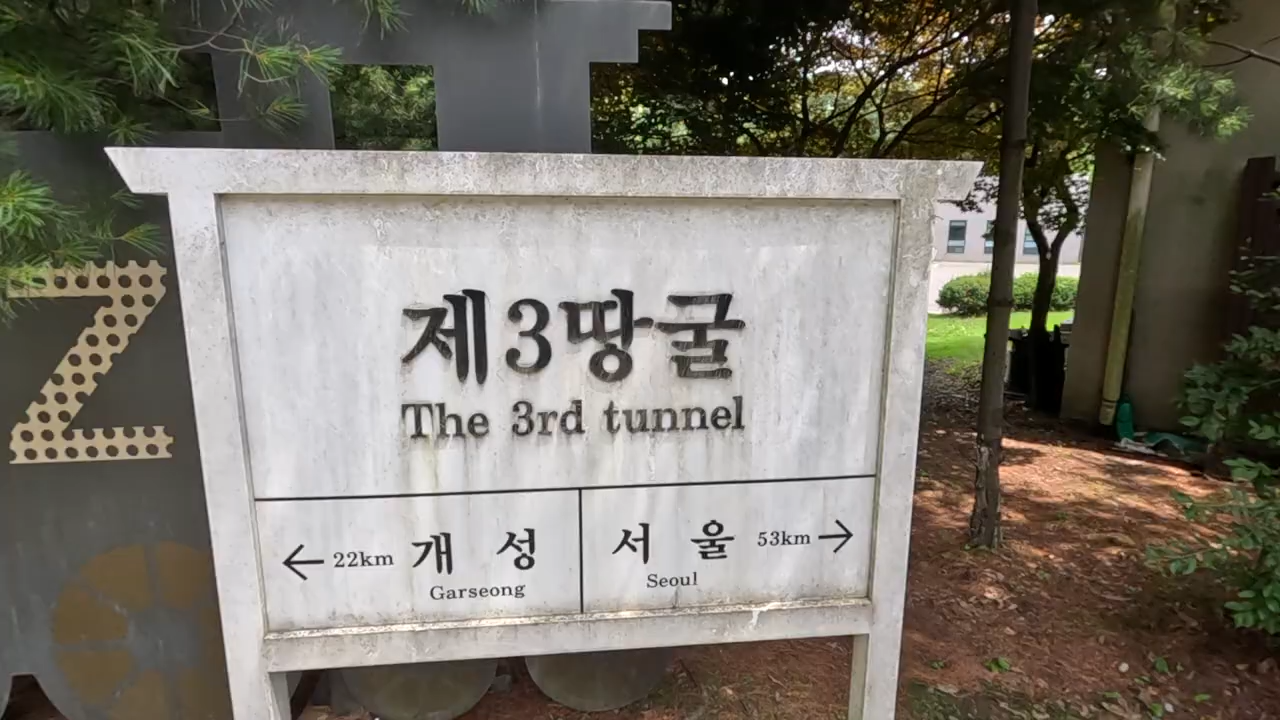 제3땅굴
The 3rd tunnel
← 22km 개성
Garseong
서울 53km →
Seoul
Z